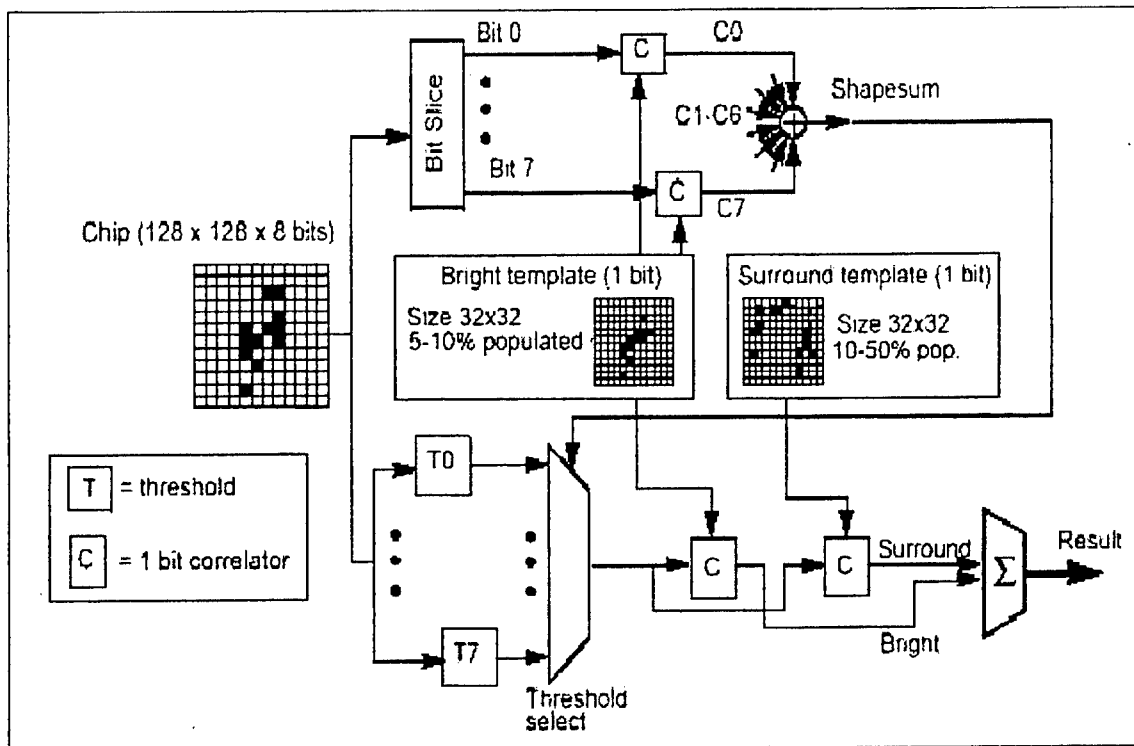 Bit 0
C
C0
Bit Slice
C1-C6
Shapesum
Bit 7
C
C7
Chip (128 x 128 x 8 bits)
Bright template (1 bit)
Size 32x32
5-10% populated
Surround template (1 bit)
Size 32x32
10-50% pop.
T = threshold
C = 1 bit correlator
T0
T7
Threshold
select
C
C
Surround
Bright
Σ
Result